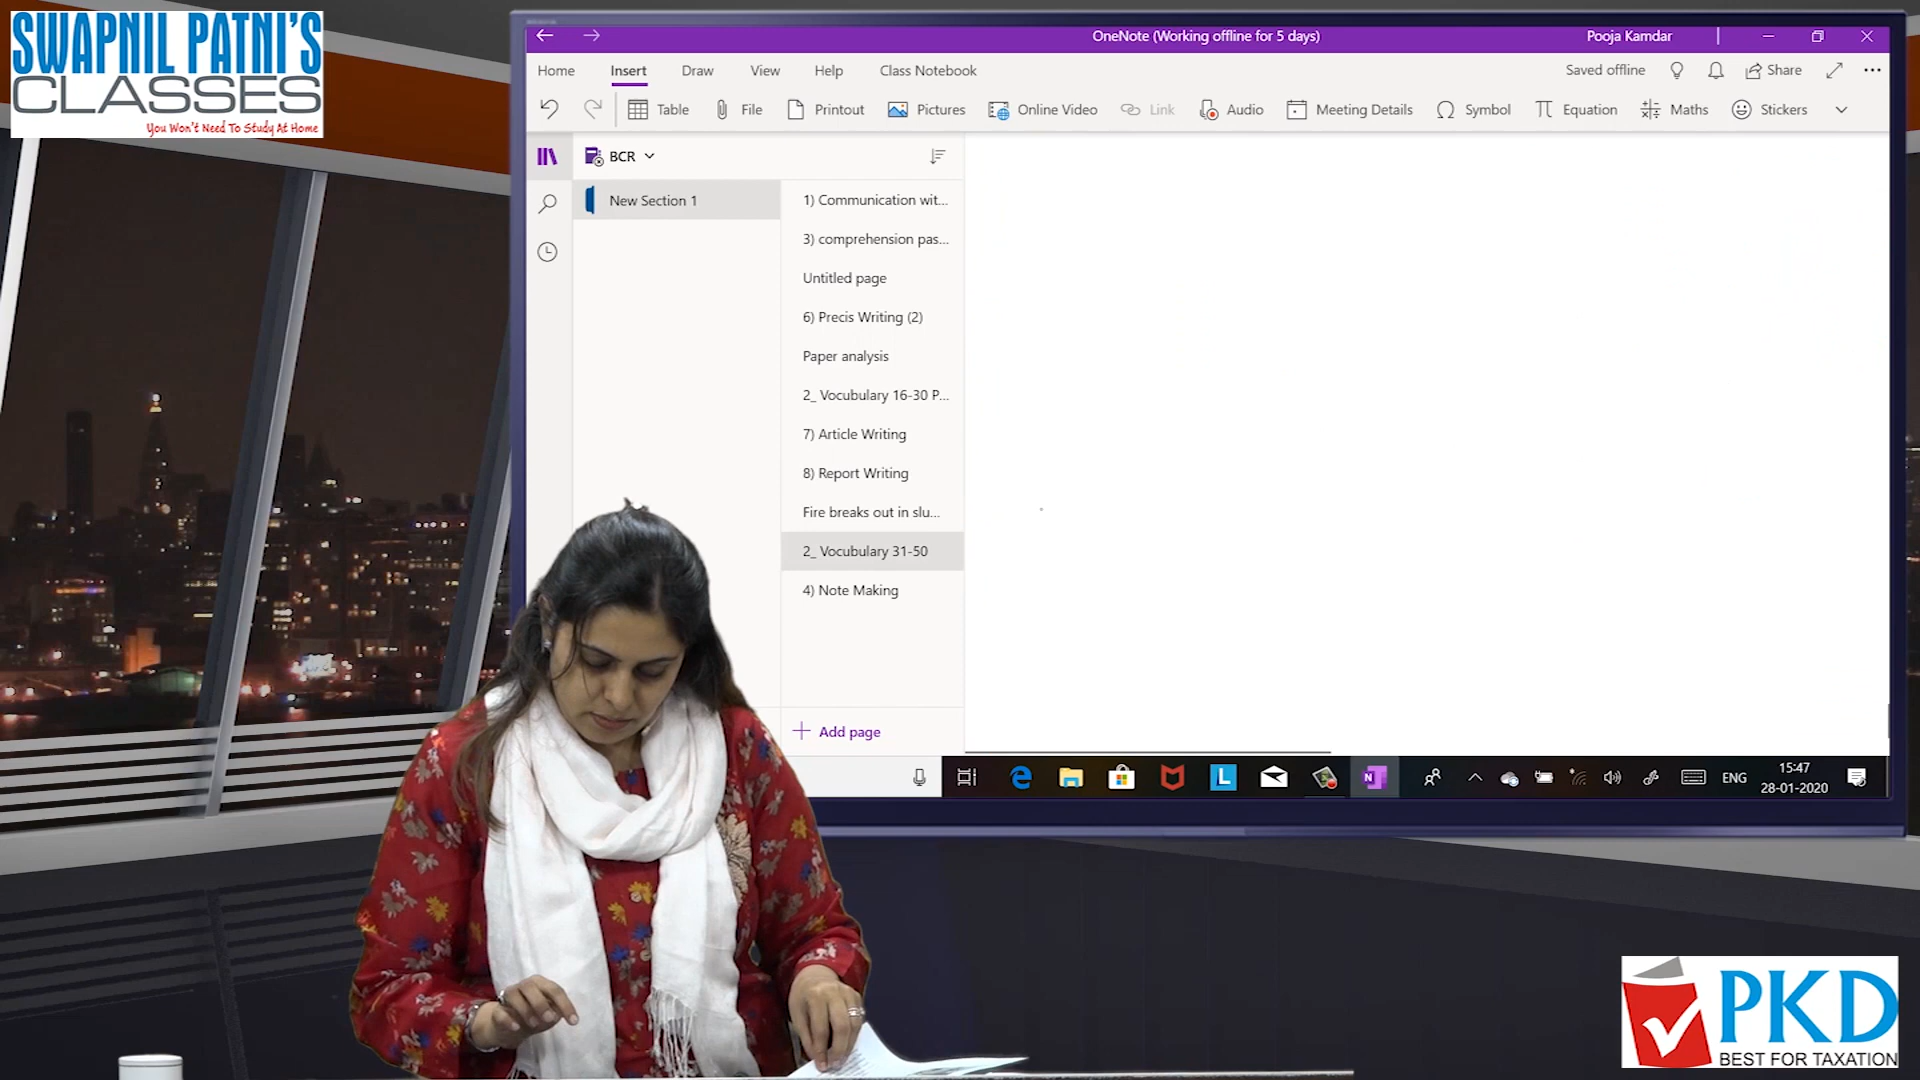 SWAPNIL PATNI'S
CLASSES
You Won't Need To Study At Home
OneNote (Working offline for 5 days)
Pooja Kamdar
Home Insert Draw View Help Class Notebook
Saved offline
Share
Table File Printout Pictures Online Video Link Audio Meeting Details Symbol Equation Maths Stickers
BCR
New Section 1
1) Communication wit...
3) comprehension pas...
Untitled page
6) Precis Writing (2)
Paper analysis
2_ Vocubulary 16-30 P...
7) Article Writing
8) Report Writing
Fire breaks out in slu...
2_ Vocubulary 31-50
4) Note Making
Add page
ENG
15:47
28-01-2020
PKD
BEST FOR TAXATION